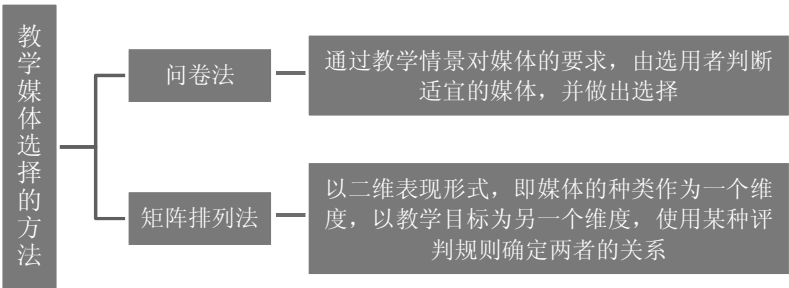 教学媒体选择的方法
问卷法
通过教学情景对媒体的要求，由选用者判断
适宜的媒体，并做出选择
矩阵排列法
以二维表现形式，即媒体的种类作为一个维
度，以教学目标为另一个维度，使用某种评
判规则确定两者的关系